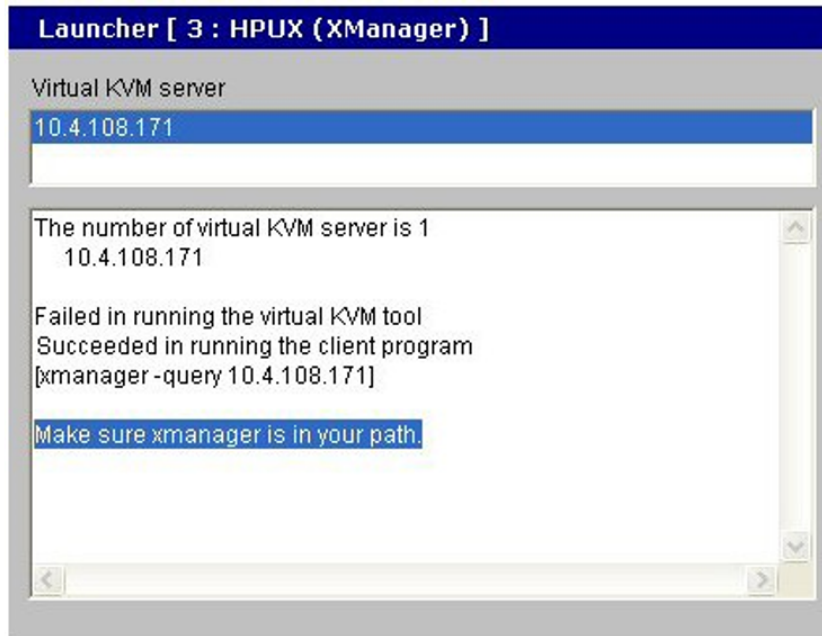 Launcher [ 3 : HPUX (XManager) ]
Virtual KVM server
10.4.108.171
The number of virtual KVM server is 1
10.4.108.171
Failed in running the virtual KVM tool
Succeeded in running the client program
[xmanager -query 10.4.108.171]
Make sure xmanager is in your path.